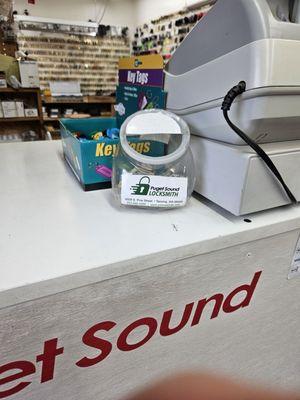 Key Tags
Key Tags
Puget Sound
LOCKSMITH
et Sound